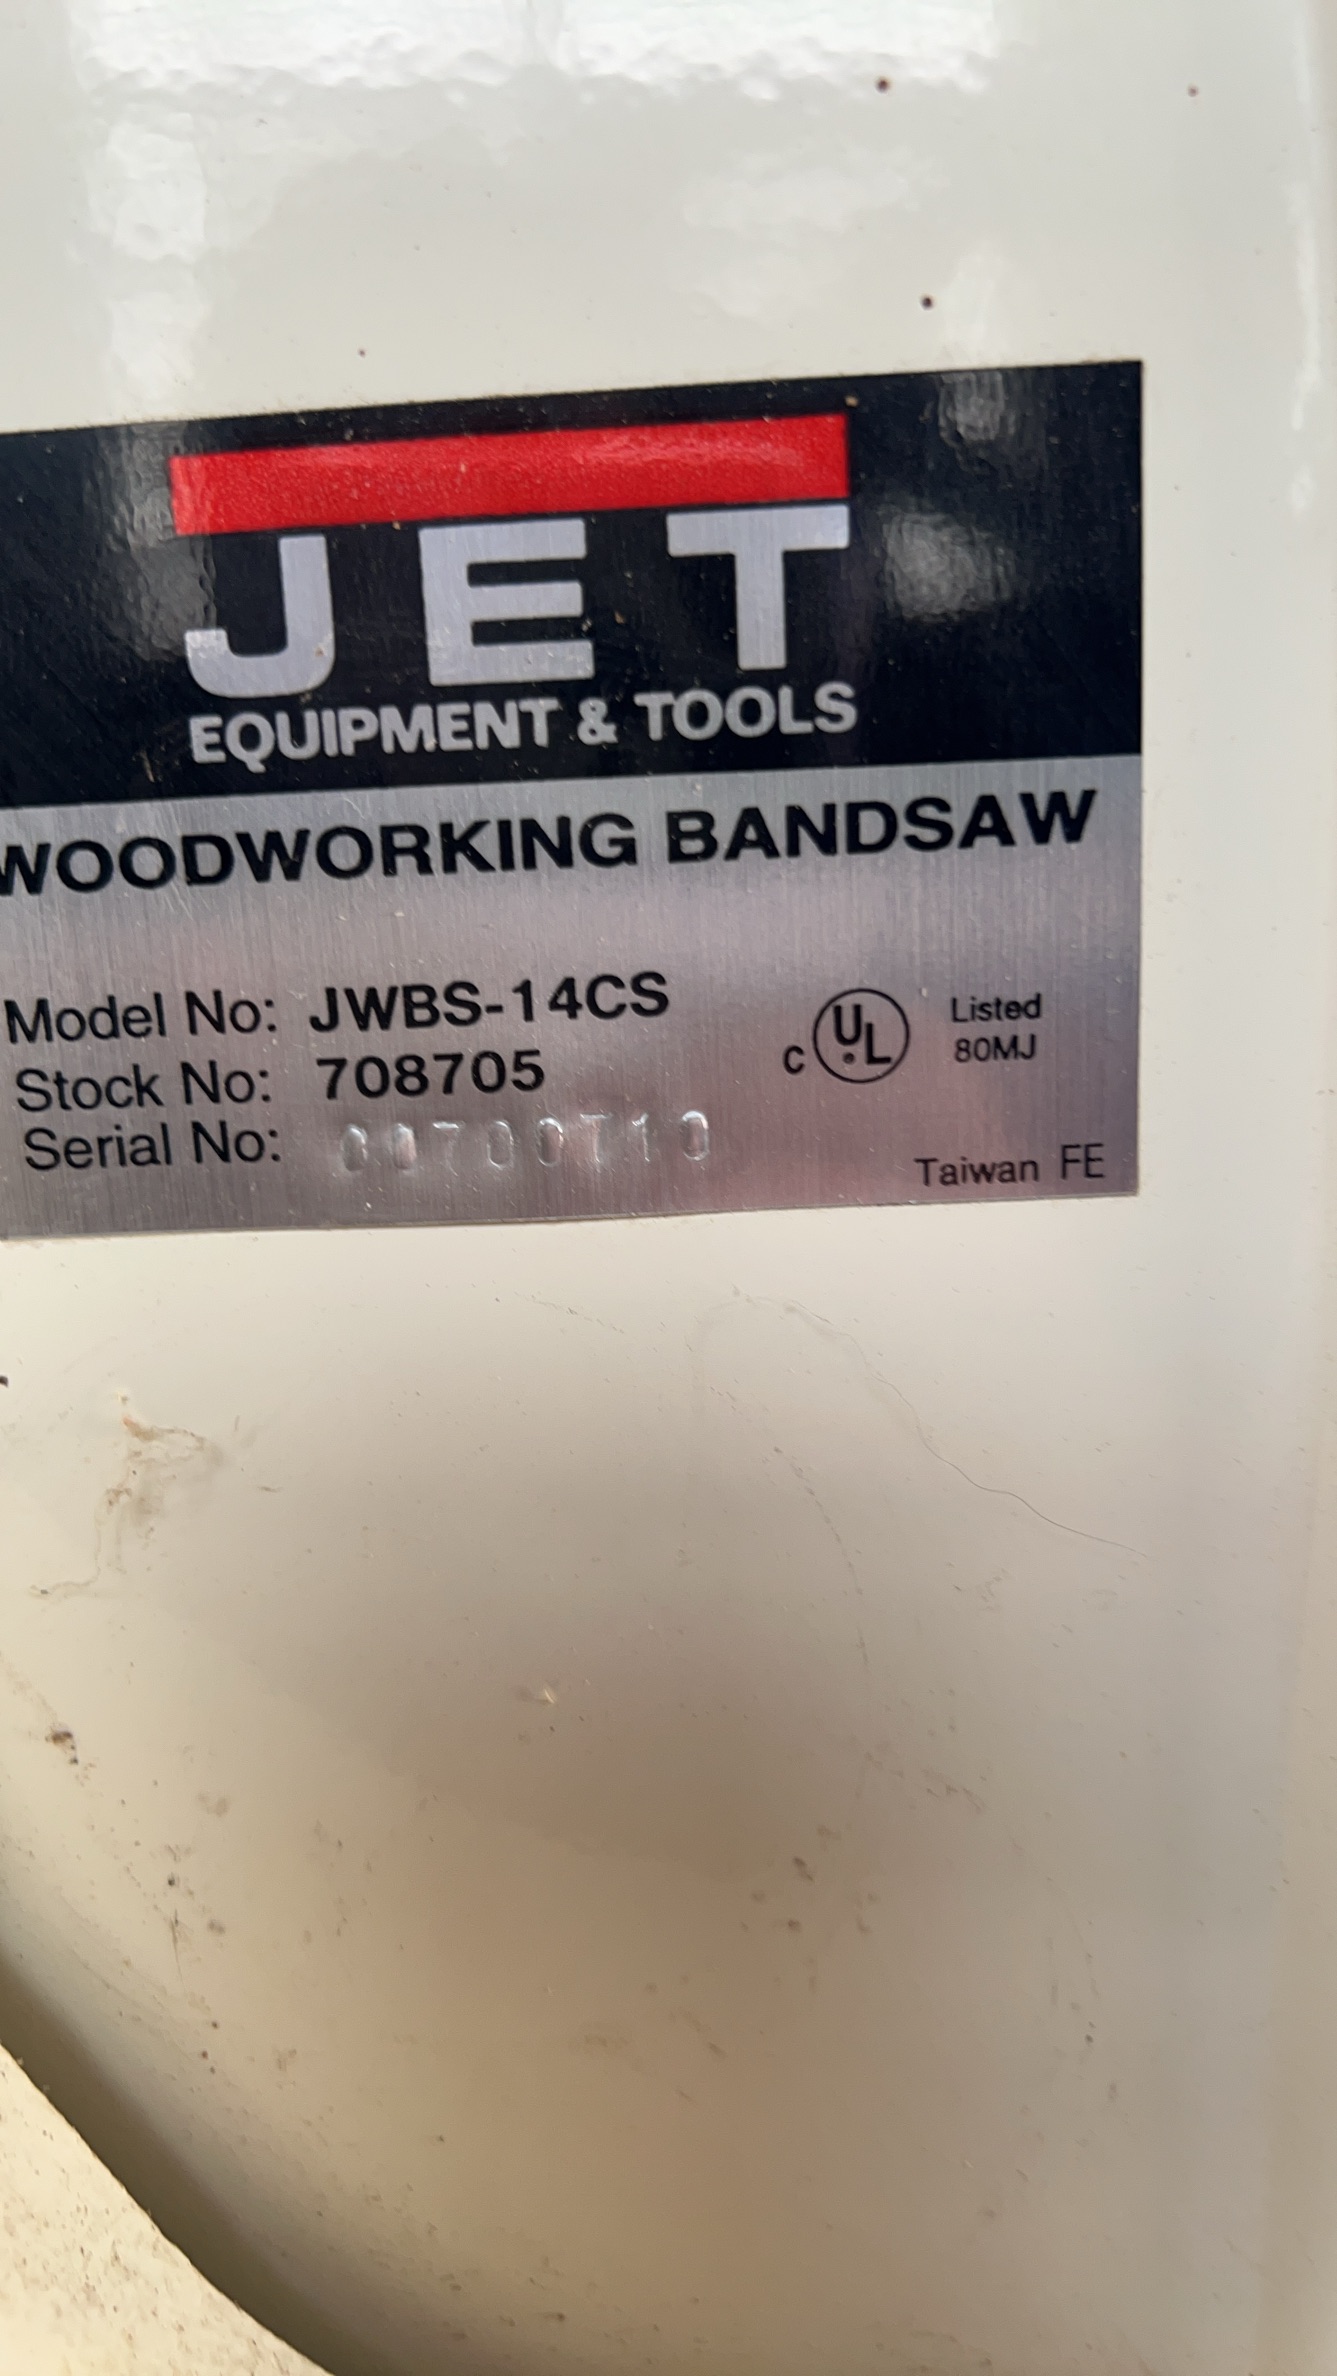 JET
EQUIPMENT & TOOLS
WOODWORKING BANDSAW
Model No: JWBS-14CS
Stock No: 708705
Serial No:
C UL Listed
80MJ
Taiwan FE